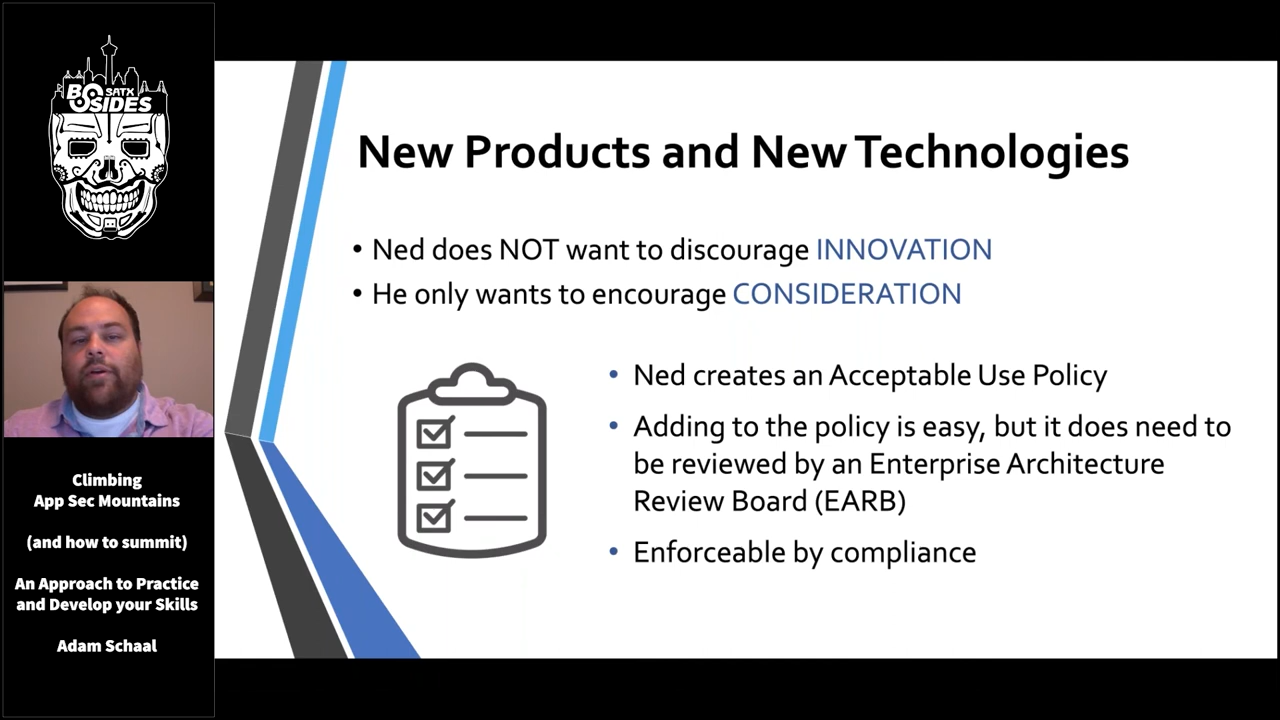 BSIDES
SATX
Climbing
App Sec Mountains
(and how to summit)
An Approach to Practice
and Develop your Skills
Adam Schaal
New Products and New Technologies
• Ned does NOT want to discourage INNOVATION
• He only wants to encourage CONSIDERATION
• Ned creates an Acceptable Use Policy
• Adding to the policy is easy, but it does need to
be reviewed by an Enterprise Architecture
Review Board (EARB)
• Enforceable by compliance